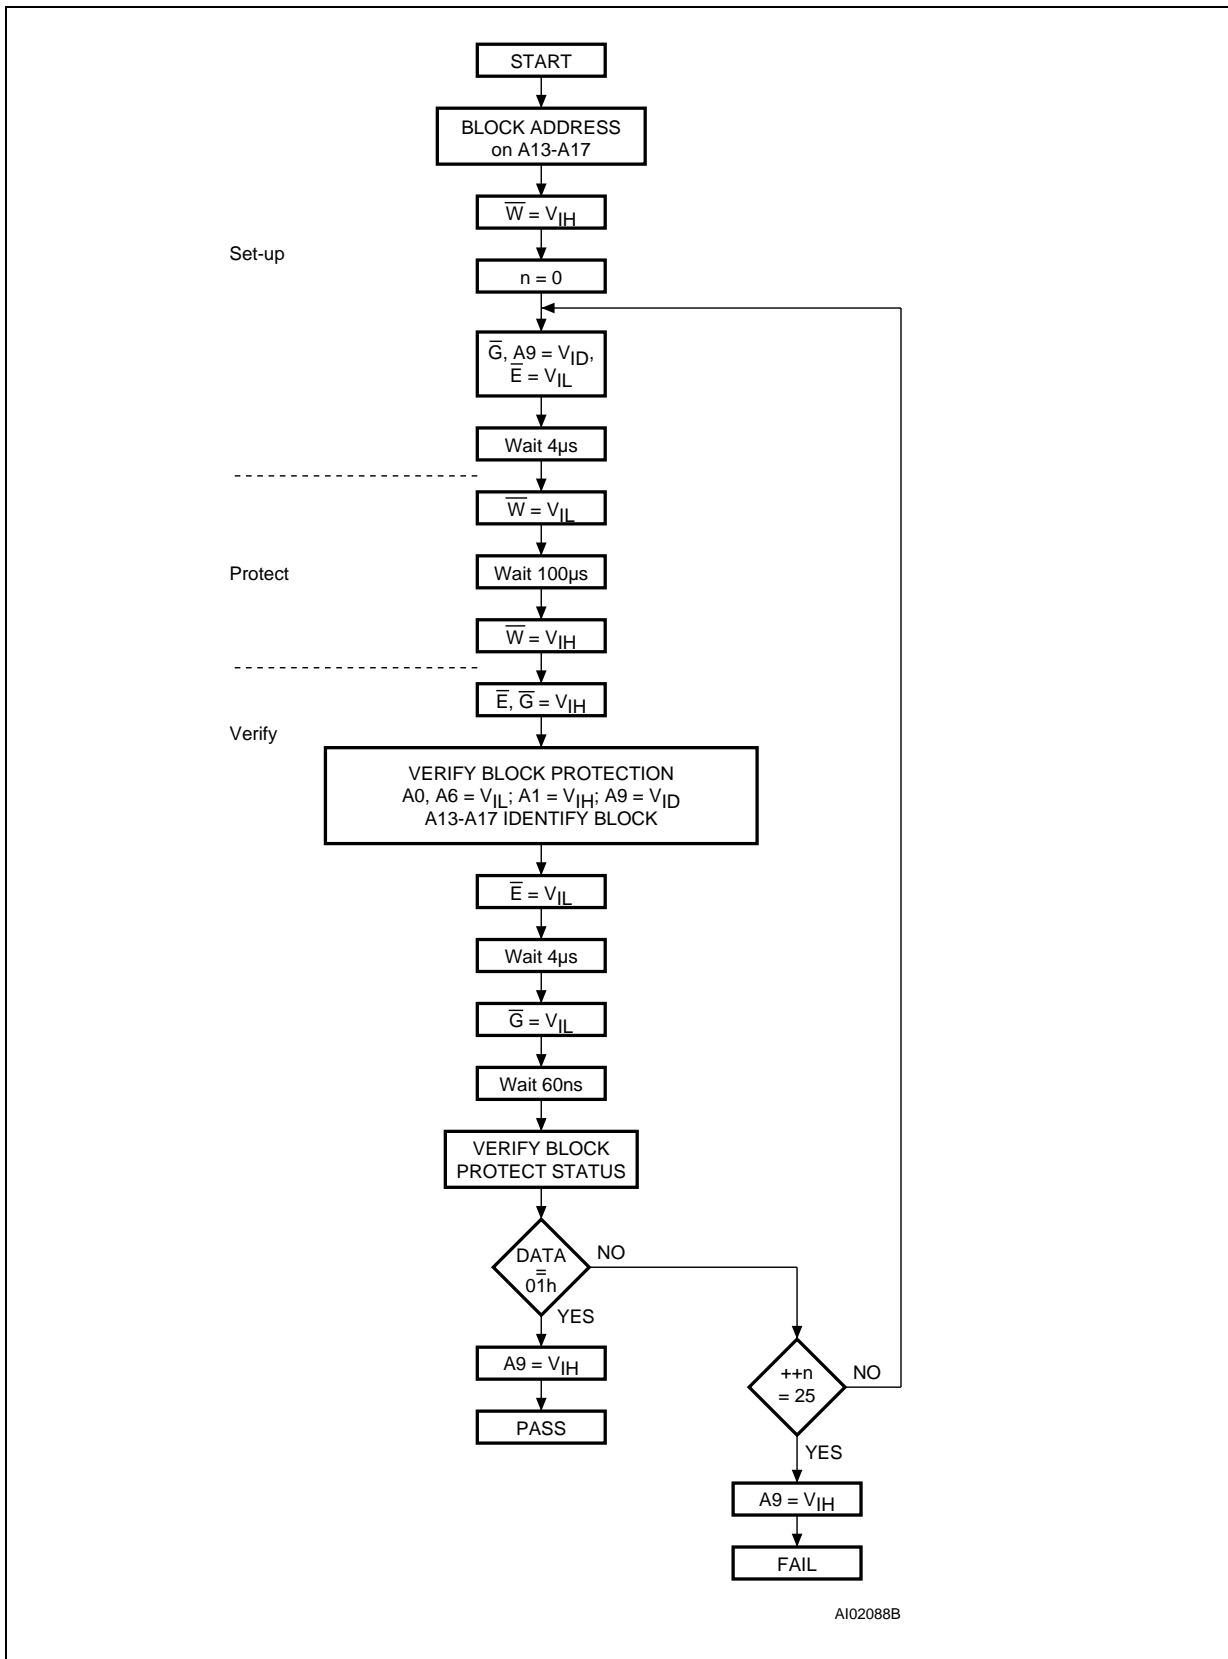 START
BLOCK ADDRESS
on A13-A17
W̅ = VIH
Set-up
n = 0
G̅, A9 = VID,
E̅ = VIL
Wait 4µs
W̅ = VIL
Protect
Wait 100µs
W̅ = VIH
E̅, G̅ = VIH
Verify
VERIFY BLOCK PROTECTION
A0, A6 = VIL; A1 = VIH; A9 = VID
A13-A17 IDENTIFY BLOCK
E̅ = VIL
Wait 4µs
G̅ = VIL
Wait 60ns
VERIFY BLOCK
PROTECT STATUS
DATA
=
01h
NO
YES
A9 = VIH
PASS
++n
= 25
NO
YES
A9 = VIH
FAIL
AI02088B